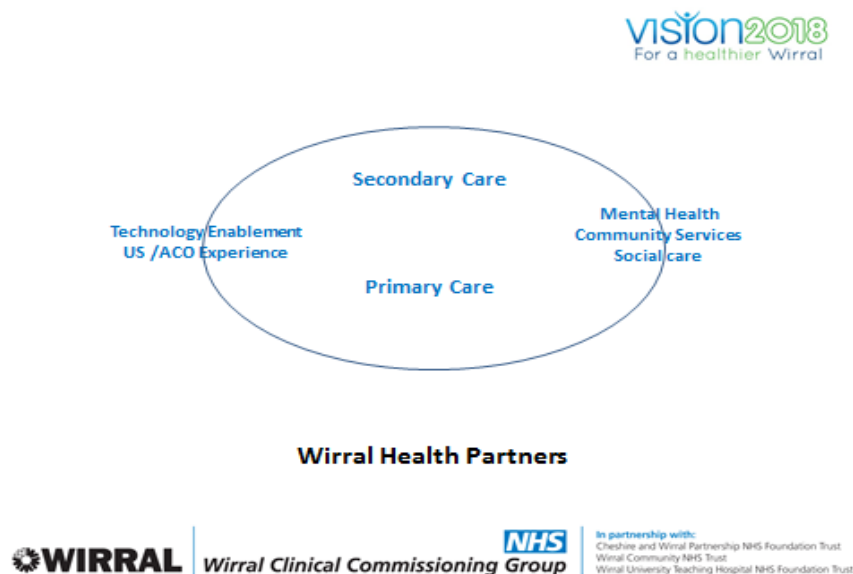 vision2018
For a healthier Wirral
Secondary Care
Technology Enablement
US /ACO Experience
Mental Health
Community Services
Social care
Primary Care
Wirral Health Partners
WIRRAL
NHS
Wirral Clinical Commissioning Group
In partnership with:
Cheshire and Wirral Partnership NHS Foundation Trust
Wirral Community NHS Trust
Wirral University Teaching Hospital NHS Foundation Trust